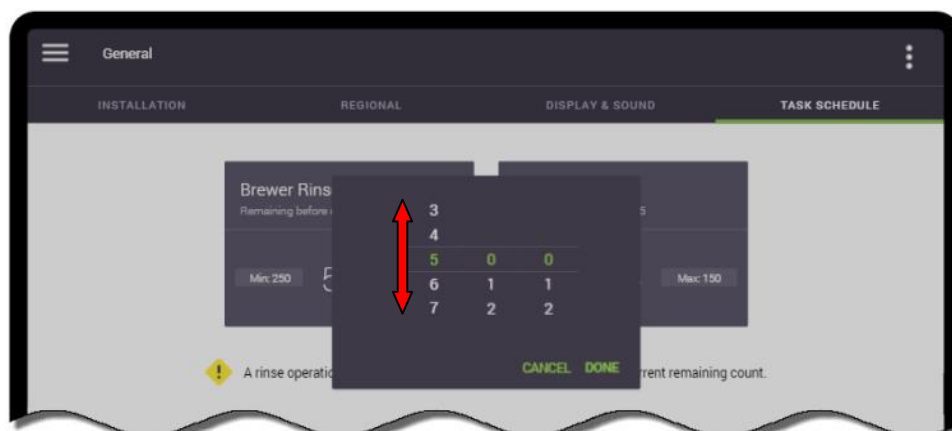 General
INSTALLATION REGIONAL DISPLAY & SOUND TASK SCHEDULE
Brewer Rins
Remaining before
5
3
4
5 0 0
6 1 1
7 2 2
Min: 250
5
Max: 150
CANCEL DONE
A rinse operatio
rrent remaining count.